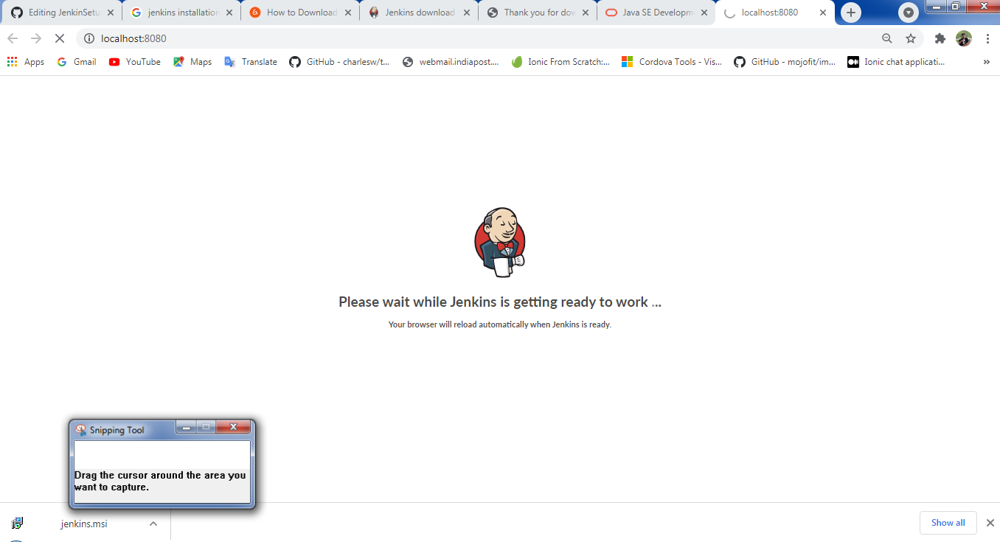 Editing JenkinSetu
jenkins installation
How to Download
Jenkins download
Thank you for dow
Java SE Developm
localhost:8080
localhost:8080
Apps
Gmail
YouTube
Maps
Translate
GitHub - charlesw/t...
webmail.indiapost....
Ionic From Scratch:...
Cordova Tools - Vis...
GitHub - mojofit/im...
Ionic chat applicati...
»
Please wait while Jenkins is getting ready to work ...
Your browser will reload automatically when Jenkins is ready.
Snipping Tool
Drag the cursor around the area you
want to capture.
jenkins.msi
Show all